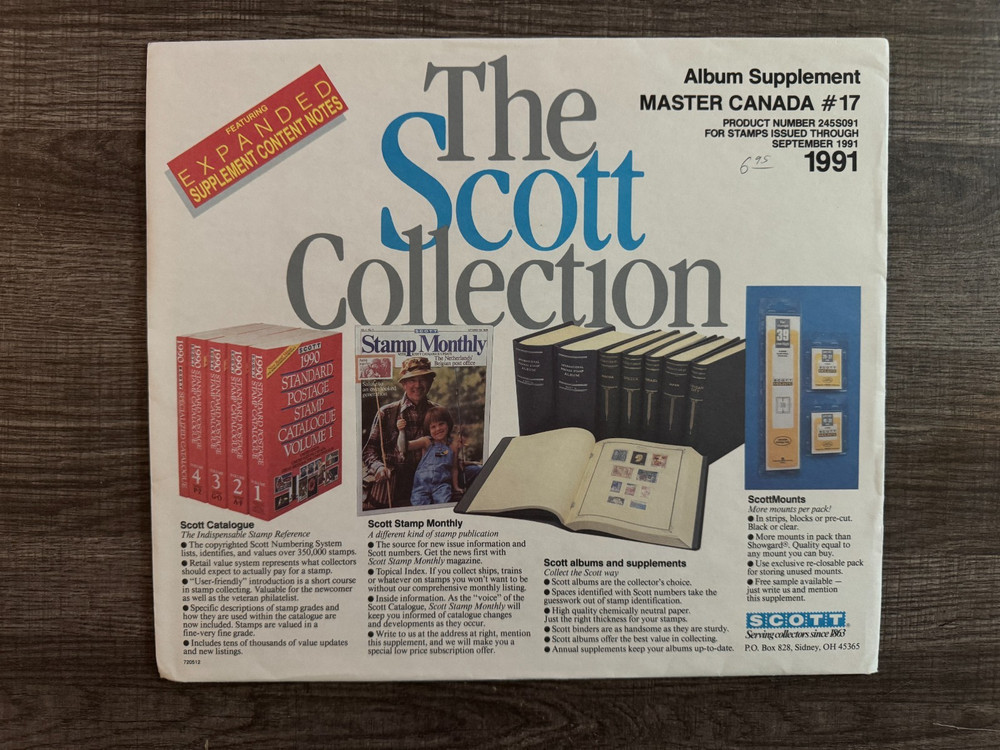 FEATURING
EXPANDED
SUPPLEMENT CONTENT NOTES
The
Scott
Collection
Album Supplement
MASTER CANADA #17
PRODUCT NUMBER 245S091
FOR STAMPS ISSUED THROUGH
SEPTEMBER 1991
1991
6 95
SCOTT
1990
STANDARD
POSTAGE
STAMP
CATALOGUE
VOLUME 1
4
3
2
1
SCOTT
Stamp Monthly
The Netherlands'
Belgian post office
39
SCOTT
Scott Catalogue
The Indispensable Stamp Reference
● The copyrighted Scott Numbering System
lists, identifies, and values over 350,000 stamps.
● Retail value system represents what collectors
should expect to actually pay for a stamp.
● "User-friendly" introduction is a short course
in stamp collecting. Valuable for the newcomer
as well as the veteran philatelist.
● Specific descriptions of stamp grades and
how they are used within the catalogue are
now included. Stamps are valued in a
fine-very fine grade.
● Includes tens of thousands of value updates
and new listings.
720512
Scott Stamp Monthly
A different kind of stamp publication
● The source for new issue information and
Scott numbers. Get the news first with
Scott Stamp Monthly magazine.
● Topical Index. If you collect ships, trains
or whatever on stamps you won't want to be
without our comprehensive monthly listing.
● Inside information. As the "voice" of the
Scott Catalogue, Scott Stamp Monthly will
keep you informed of catalogue changes
and developments as they occur.
● Write to us at the address at right, mention
this supplement, and we will make you a
special low price subscription offer.
Scott albums and supplements
Collect the Scott way
● Scott albums are the collector's choice.
● Spaces identified with Scott numbers take the
guesswork out of stamp identification.
● High quality chemically neutral paper.
Just the right thickness for your stamps.
● Scott binders are as handsome as they are sturdy.
● Scott albums offer the best value in collecting.
● Annual supplements keep your albums up-to-date.
ScottMounts
More mounts per pack!
● In strips, blocks or pre-cut.
Black or clear.
● More mounts in pack than
Showgard®. Quality equal to
any mount you can buy.
● Use exclusive re-closable pack
for storing unused mounts.
● Free sample available —
just write us and mention
this supplement.
SCOTT
Serving collectors since 1863
P.O. Box 828, Sidney, OH 45365